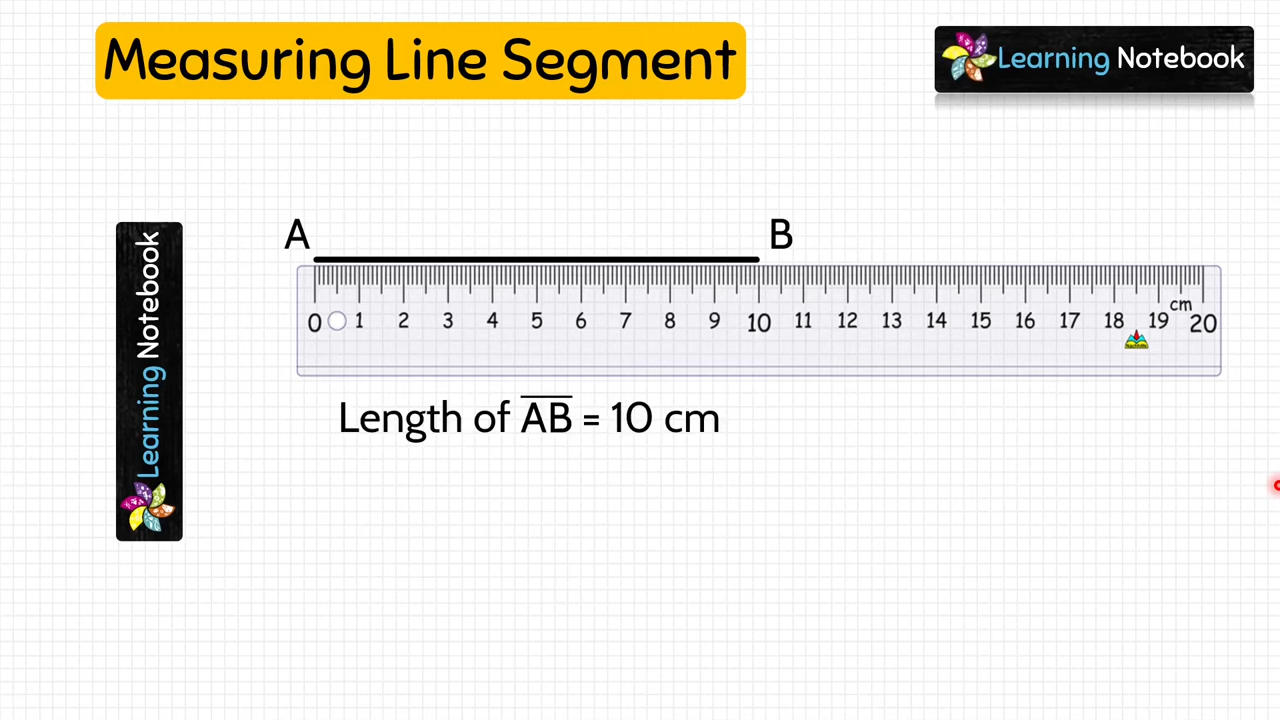 Measuring Line Segment
Learning Notebook
Learning Notebook
A B
cm
0 1 2 3 4 5 6 7 8 9 10 11 12 13 14 15 16 17 18 19 20
Length of A̅B̅ = 10 cm